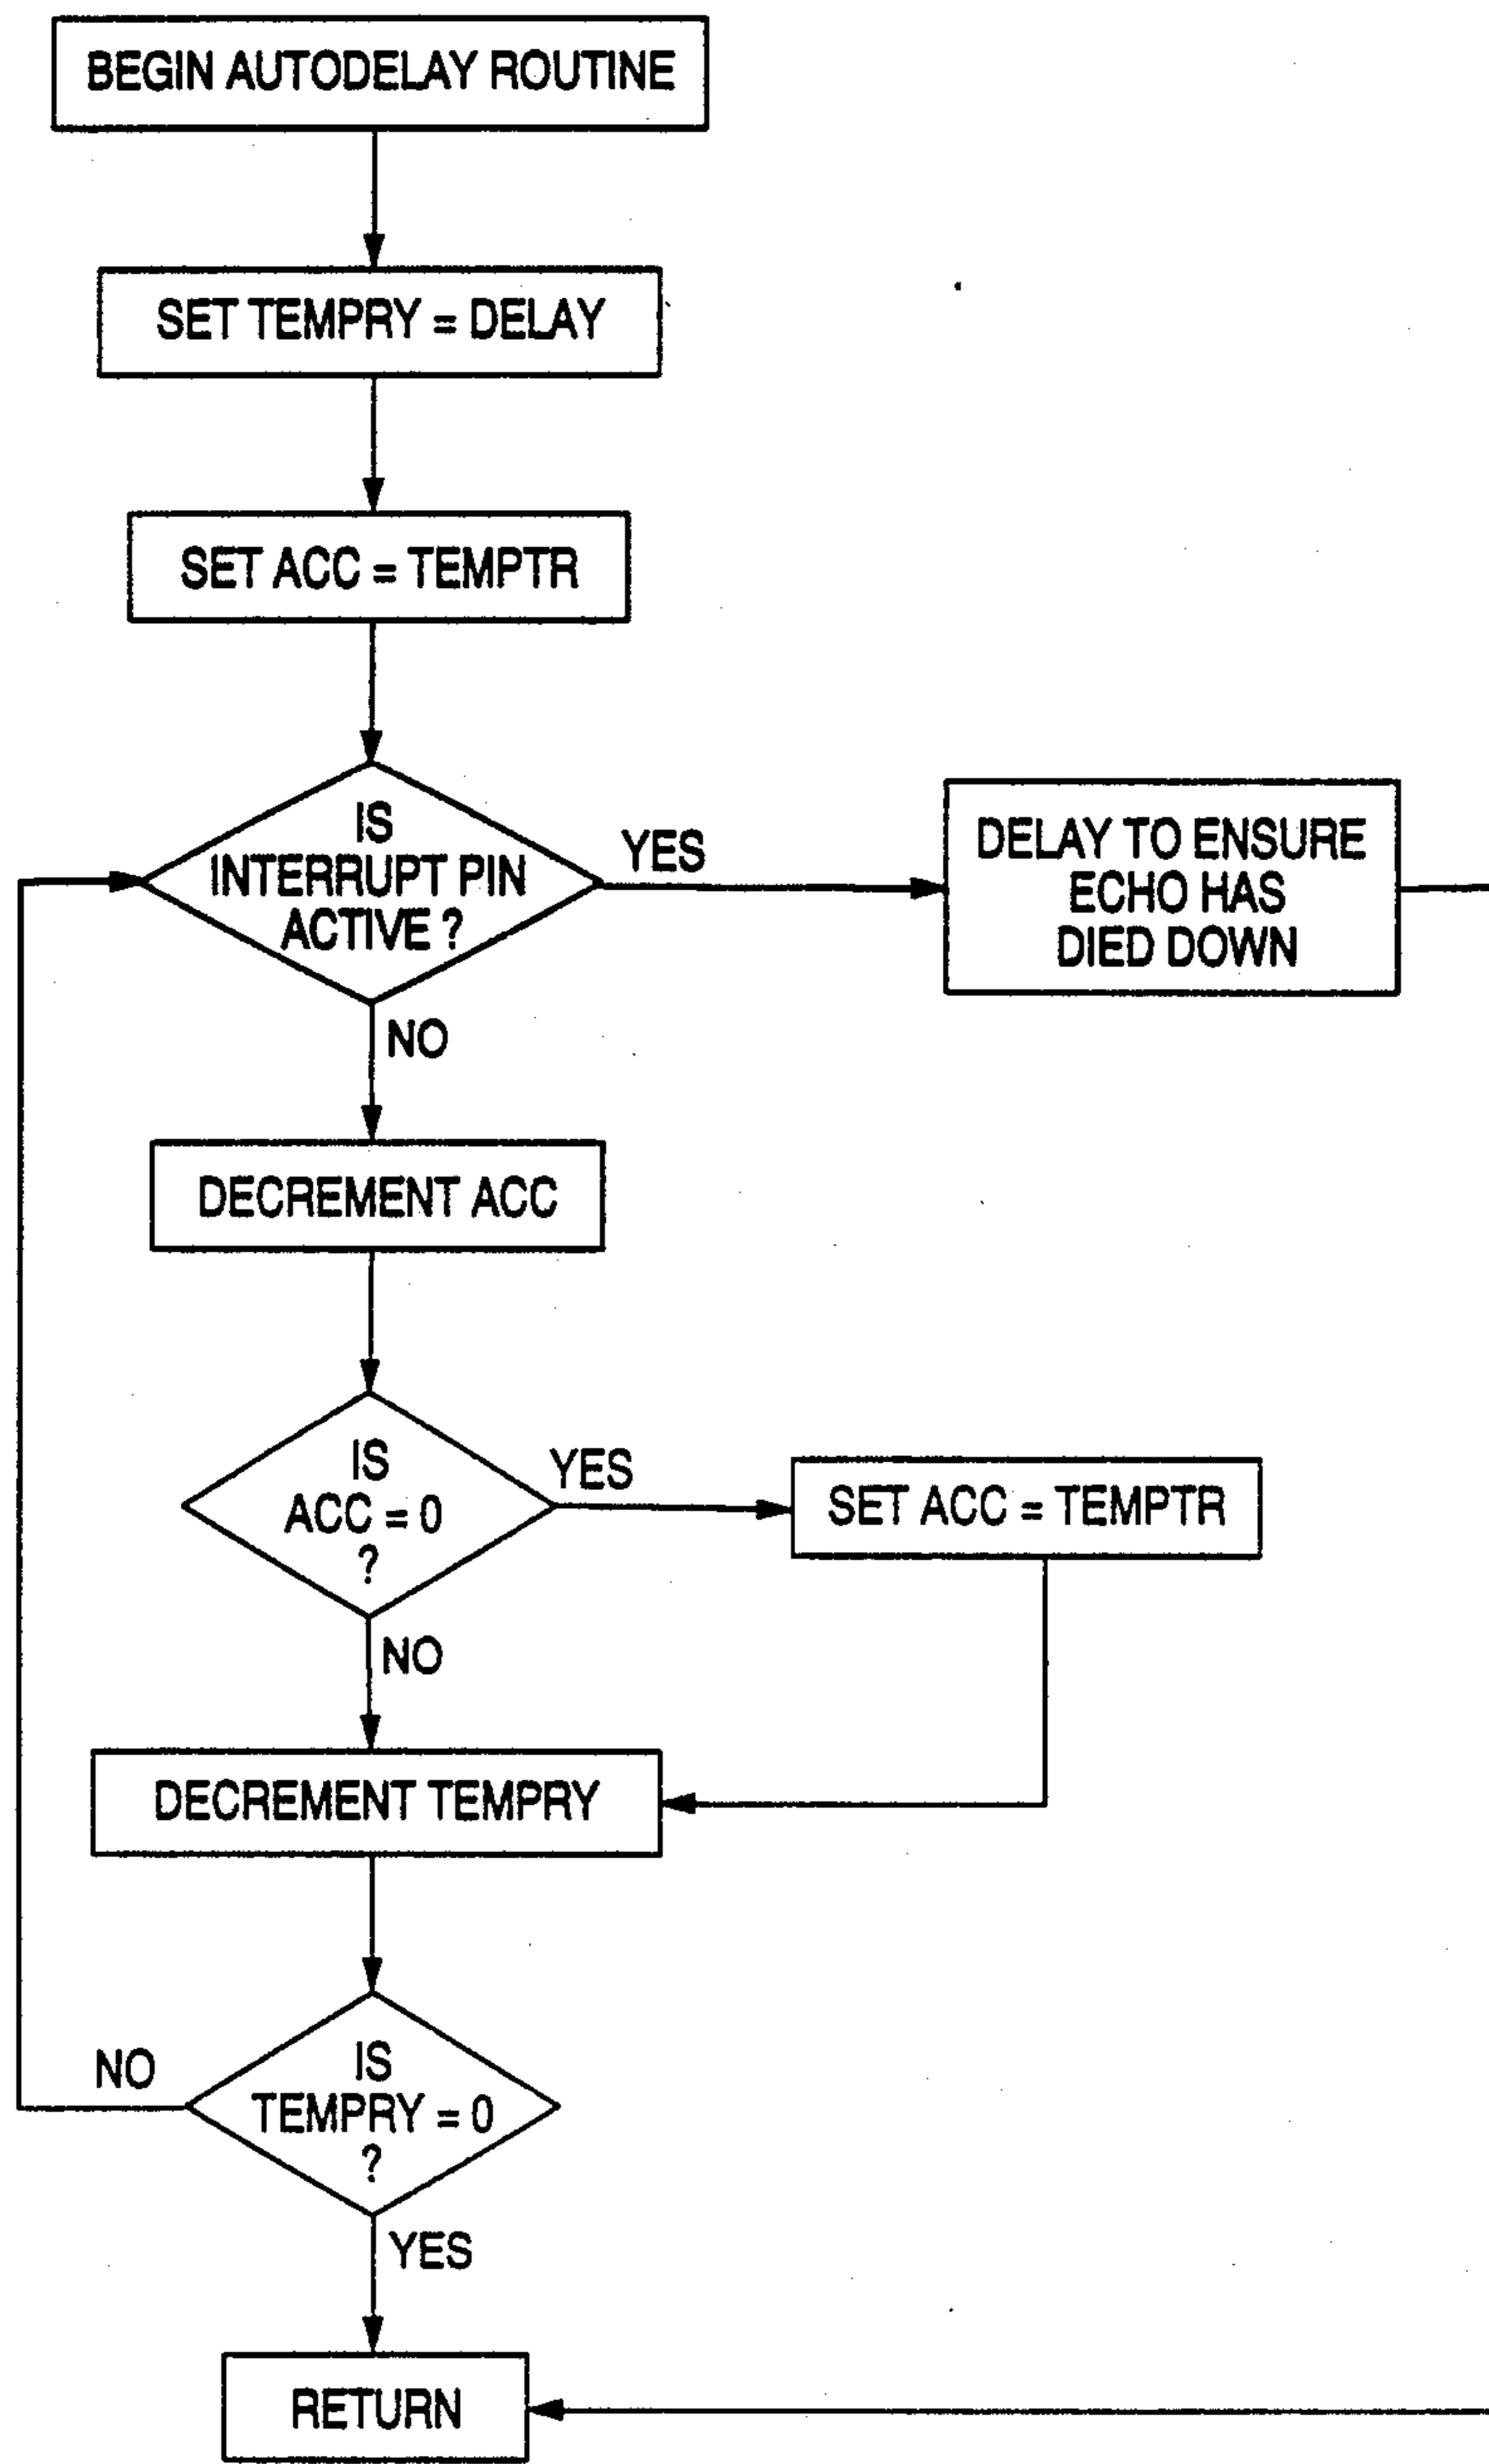 BEGIN AUTODELAY ROUTINE
SET TEMPRY = DELAY
SET ACC = TEMPTR
IS
INTERRUPT PIN
ACTIVE ?
YES
DELAY TO ENSURE
ECHO HAS
DIED DOWN
NO
DECREMENT ACC
IS
ACC = 0
?
YES
SET ACC = TEMPTR
NO
DECREMENT TEMPRY
IS
TEMPRY = 0
?
NO
YES
RETURN